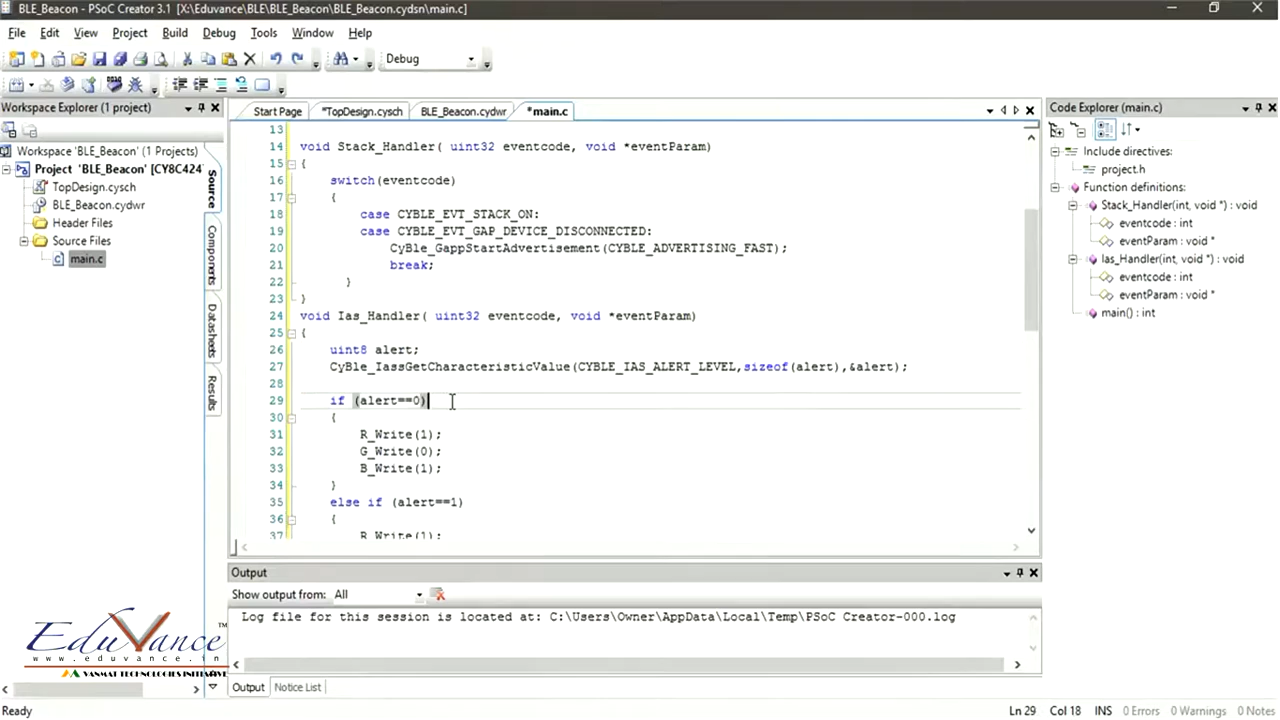 BLE_Beacon - PSoC Creator 3.1 [X:\Eduvance\BLE\BLE_Beacon\BLE_Beacon.cydsn\main.c]
File Edit View Project Build Debug Tools Window Help
Debug
Workspace Explorer (1 project)
Start Page *TopDesign.cysch BLE_Beacon.cydwr *main.c
Code Explorer (main.c)
Workspace 'BLE_Beacon' (1 Projects)
Project 'BLE_Beacon' [CY8C424
TopDesign.cysch
BLE_Beacon.cydwr
Header Files
Source Files
main.c
Source
Components
Datasheets
Results
13
14 void Stack_Handler( uint32 eventcode, void *eventParam)
15 {
16 switch(eventcode)
17 {
18 case CYBLE_EVT_STACK_ON:
19 case CYBLE_EVT_GAP_DEVICE_DISCONNECTED:
20 CyBle_GappStartAdvertisement(CYBLE_ADVERTISING_FAST);
21 break;
22 }
23 }
24 void Ias_Handler( uint32 eventcode, void *eventParam)
25 {
26 uint8 alert;
27 CyBle_IassGetCharacteristicValue(CYBLE_IAS_ALERT_LEVEL,sizeof(alert),&alert);
28
29 if (alert==0)
30 {
31 R_Write(1);
32 G_Write(0);
33 B_Write(1);
34 }
35 else if (alert==1)
36 {
37 R_Write(1);
Include directives:
project.h
Function definitions:
Stack_Handler(int, void *) : void
eventcode : int
eventParam : void *
Ias_Handler(int, void *) : void
eventcode : int
eventParam : void *
main() : int
Output
Show output from: All
Log file for this session is located at: C:\Users\Owner\AppData\Local\Temp\PSoC Creator-000.log
Output Notice List
EduVance TM
www.eduvance.in
VANMAT TECHNOLOGIES INITIATIVE
Ready Ln 29 Col 18 INS 0 Errors 0 Warnings 0 Notes